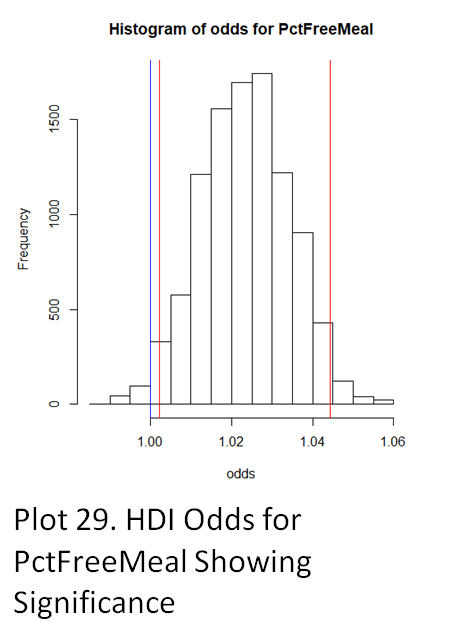 Histogram of odds for PctFreeMeal
Frequency
1500
1000
500
0
1.00 1.02 1.04 1.06
odds
Plot 29. HDI Odds for
PctFreeMeal Showing
Significance